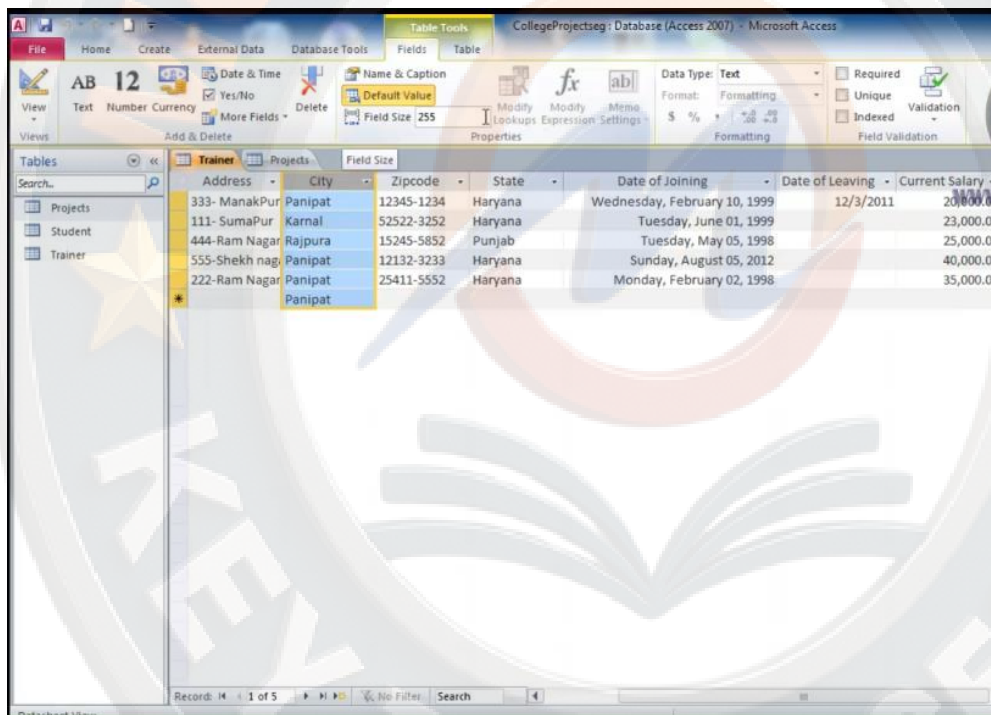 A
Table Tools
CollegeProjectseg : Database (Access 2007) - Microsoft Access
File Home Create External Data Database Tools Fields Table
View
Views
AB
Text
12
Number
Currency
Date & Time
Yes/No
More Fields
Delete
Add & Delete
Name & Caption
Default Value
Field Size 255
Modify Lookups
Modify Expression
ab|
Memo Settings
Properties
Data Type: Text
Format: Formatting
$ %
Formatting
Required
Unique
Indexed
Validation
Field Validation
Tables
Search...
Projects
Student
Trainer
Trainer Projects Field Size
Address City Zipcode State Date of Joining Date of Leaving Current Salary
333- ManakPur Panipat 12345-1234 Haryana Wednesday, February 10, 1999 12/3/2011 20,000.0
111- SumaPur Karnal 52522-3252 Haryana Tuesday, June 01, 1999 23,000.0
444-Ram Nagar Rajpura 15245-5852 Punjab Tuesday, May 05, 1998 25,000.0
555-Shekh naga Panipat 12132-3233 Haryana Sunday, August 05, 2012 40,000.0
222-Ram Nagar Panipat 25411-5552 Haryana Monday, February 02, 1998 35,000.0
Panipat
Record: 1 of 5 No Filter Search
Datasheet View
KEY